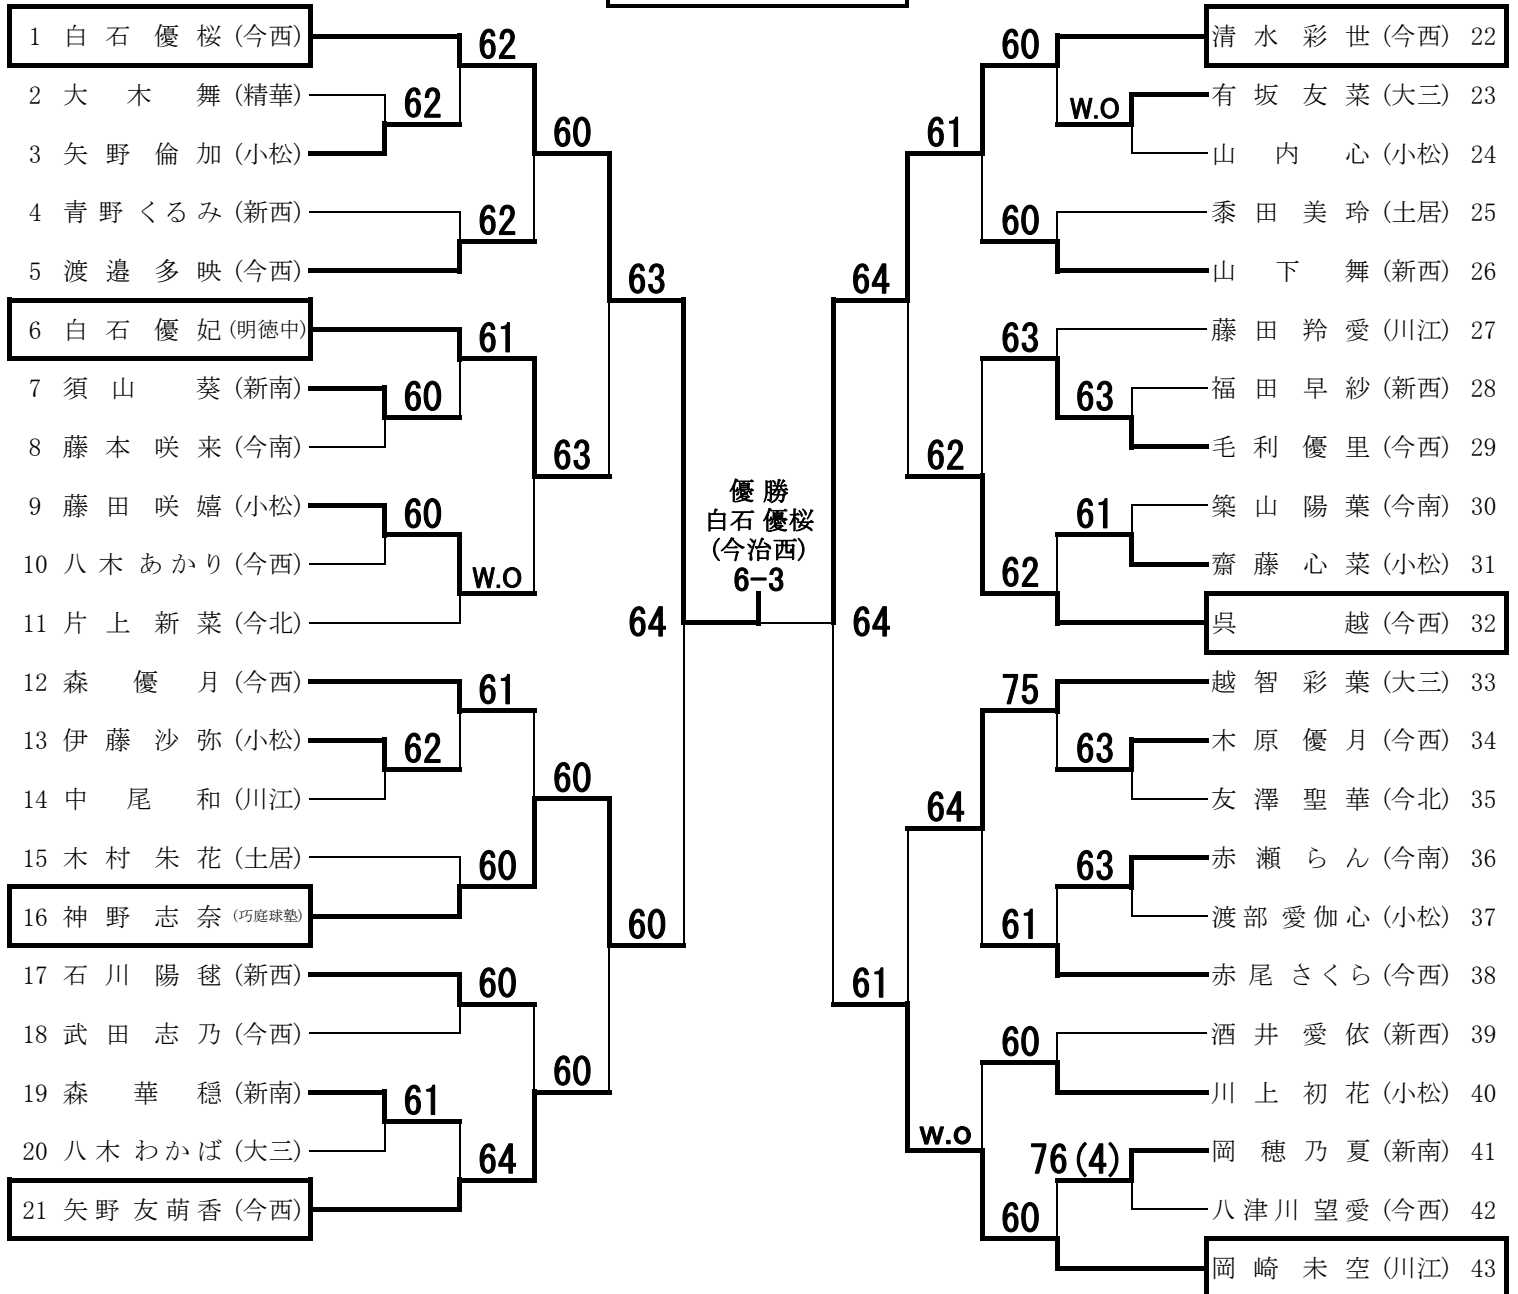 1 白石 優桜 (今西)
2 大木 舞 (精華)
3 矢野 倫加 (小松)
4 青野 くるみ (新西)
5 渡邉 多映 (今西)
6 白石 優妃 (明徳中)
7 須山 葵 (新南)
8 藤本 咲来 (今南)
9 藤田 咲嬉 (小松)
10 八木 あかり (今西)
11 片上 新菜 (今北)
12 森 優月 (今西)
13 伊藤 沙弥 (小松)
14 中尾 和 (川江)
15 木村 朱花 (土居)
16 神野 志奈 (巧庭球塾)
17 石川 陽毬 (新西)
18 武田 志乃 (今西)
19 森 華穏 (新南)
20 八木 わかば (大三)
21 矢野 友萌香 (今西)
62
62
62
61
60
60
W.O
61
62
60
60
61
64
60
63
60
60
63
60
64
優勝
白石 優桜
(今治西)
6-3
64
64
61
61
62
64
W.O
60
W.O
60
63
63
61
62
75
63
63
61
60
76(4)
60
清水 彩世 (今西) 22
有坂 友菜 (大三) 23
山内 心 (小松) 24
黍田 美玲 (土居) 25
山下 舞 (新西) 26
藤田 羚愛 (川江) 27
福田 早紗 (新西) 28
毛利 優里 (今西) 29
築山 陽葉 (今南) 30
齋藤 心菜 (小松) 31
呉 越 (今西) 32
越智 彩葉 (大三) 33
木原 優月 (今西) 34
友澤 聖華 (今北) 35
赤瀬 らん (今南) 36
渡部 愛伽心 (小松) 37
赤尾 さくら (今西) 38
酒井 愛依 (新西) 39
川上 初花 (小松) 40
岡 穂乃夏 (新南) 41
八津川 望愛 (今西) 42
岡崎 未空 (川江) 43